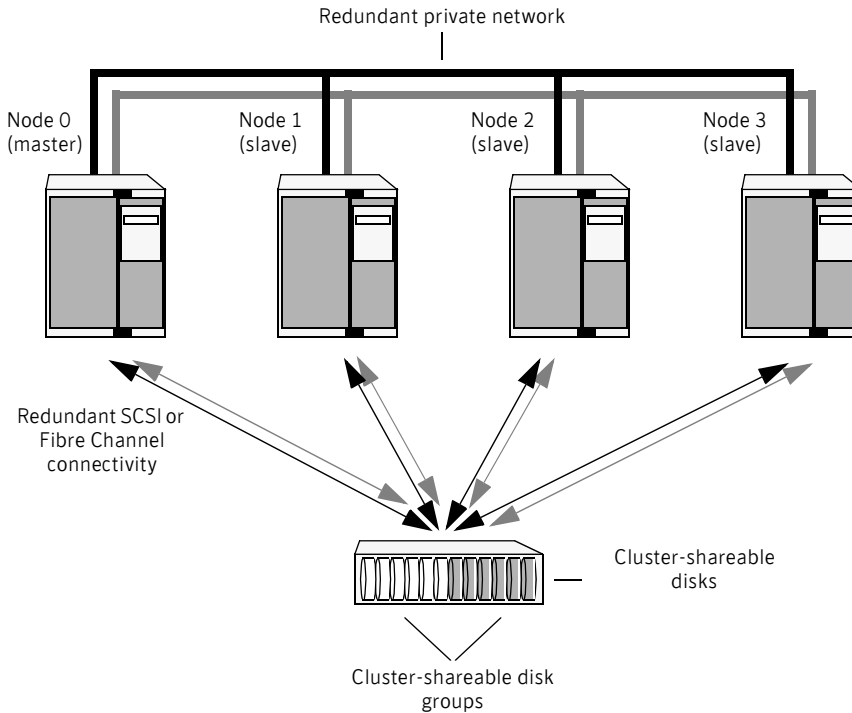 Redundant private network
Node 0
(master)
Node 1
(slave)
Node 2
(slave)
Node 3
(slave)
Redundant SCSI or
Fibre Channel
connectivity
Cluster-shareable
disks
Cluster-shareable disk
groups